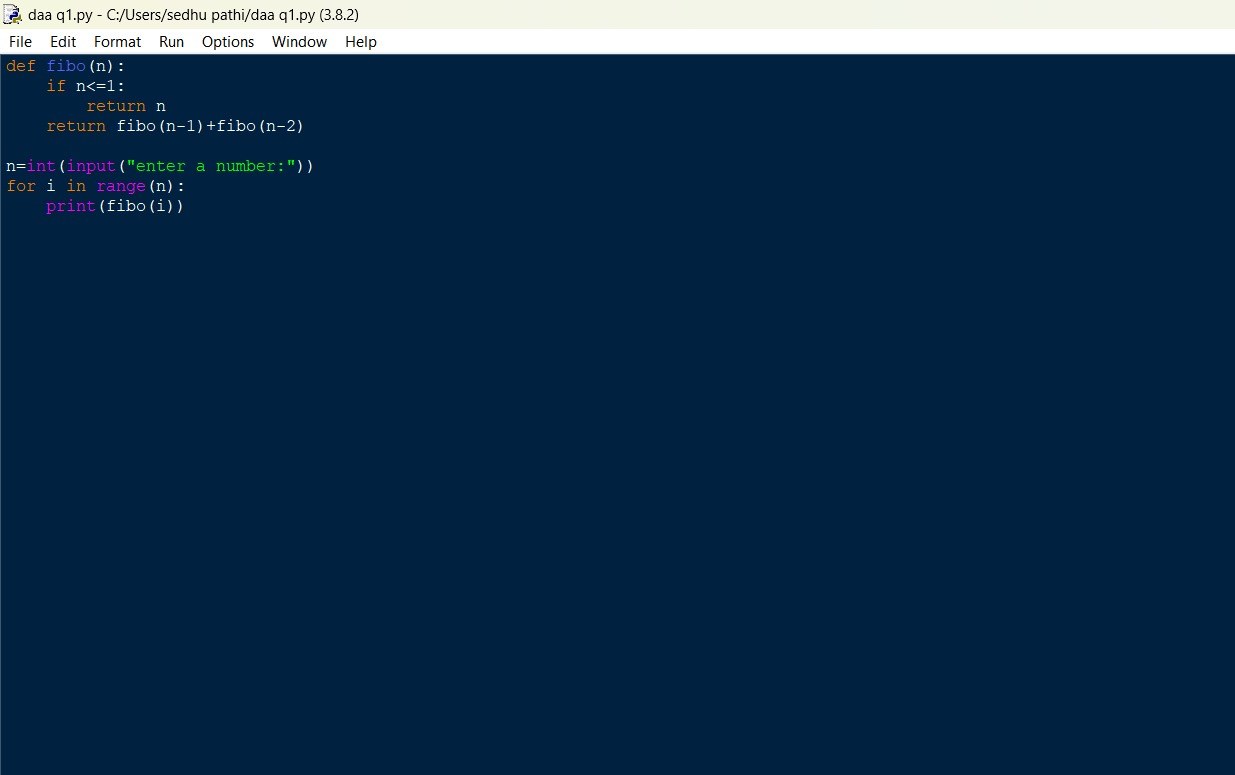 daa q1.py - C:/Users/sedhu pathi/daa q1.py (3.8.2)
File Edit Format Run Options Window Help
def fibo(n):
    if n<=1:
        return n
    return fibo(n-1)+fibo(n-2)

n=int(input("enter a number:"))
for i in range(n):
    print(fibo(i))